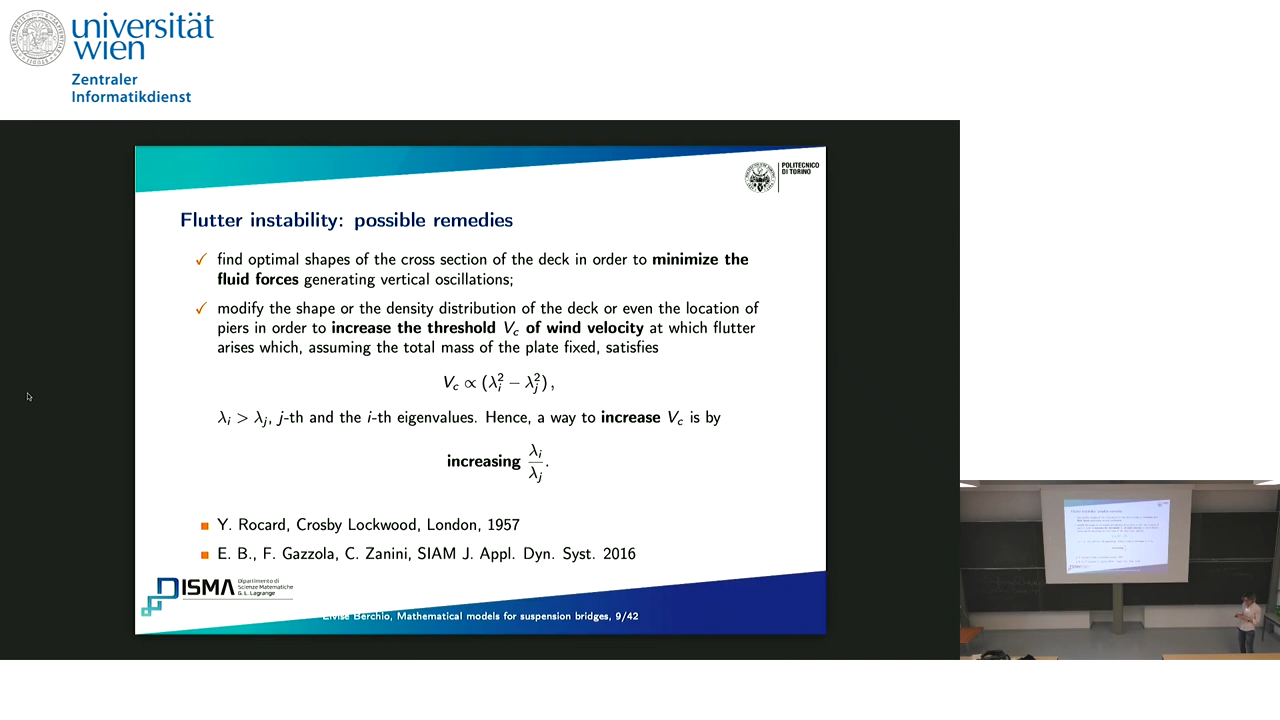 universität
wien
Zentraler
Informatikdienst
POLITECNICO
DI TORINO
Flutter instability: possible remedies
✓ find optimal shapes of the cross section of the deck in order to minimize the
fluid forces generating vertical oscillations;
✓ modify the shape or the density distribution of the deck or even the location of
piers in order to increase the threshold V_c of wind velocity at which flutter
arises which, assuming the total mass of the plate fixed, satisfies
V_c ∝ (λ_i^2 − λ_j^2),
λ_i > λ_j, j-th and the i-th eigenvalues. Hence, a way to increase V_c is by
increasing λ_i/λ_j.
Y. Rocard, Crosby Lockwood, London, 1957
E. B., F. Gazzola, C. Zanini, SIAM J. Appl. Dyn. Syst. 2016
DISMA
Dipartimento di
Scienze Matematiche
G. L. Lagrange
Elvise Berchio, Mathematical models for suspension bridges, 9/42